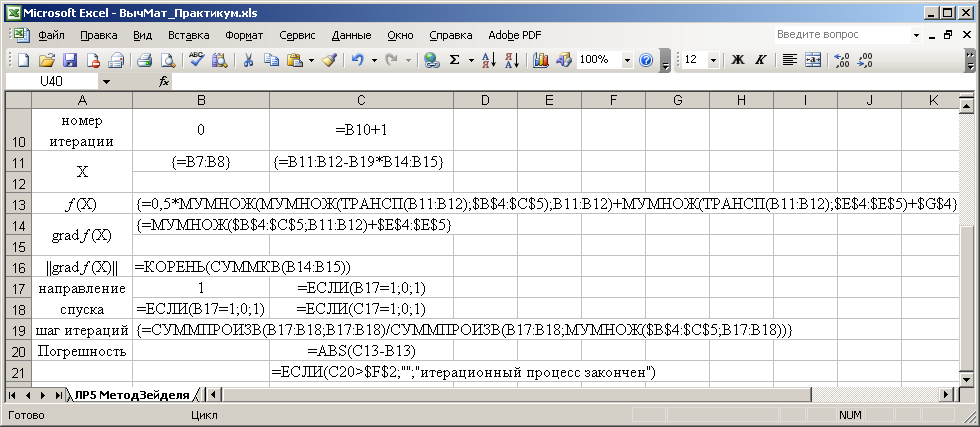 Microsoft Excel - ВычМат_Практикум.xls
Файл Правка Вид Вставка Формат Сервис Данные Окно Справка Adobe PDF Введите вопрос
100% 12 Ж К
U40 fx
A B C D E F G H I J K
10 номер итерации 0 =B10+1
11 X {=B7:B8} {=B11:B12-B19*B14:B15}
12
13 f(X) {=0,5*МУМНОЖ(МУМНОЖ(ТРАНСП(B11:B12);$B$4:$C$5);B11:B12)+МУМНОЖ(ТРАНСП(B11:B12);$E$4:$E$5)+$G$4}
14 grad f(X) {=МУМНОЖ($B$4:$C$5;B11:B12)+$E$4:$E$5}
15
16 ||grad f(X)|| =КОРЕНЬ(СУММКВ(B14:B15))
17 направление 1 =ЕСЛИ(B17=1;0;1)
18 спуска =ЕСЛИ(B17=1;0;1) =ЕСЛИ(C17=1;0;1)
19 шаг итераций {=СУММПРОИЗВ(B17:B18;B17:B18)/СУММПРОИЗВ(B17:B18;МУМНОЖ($B$4:$C$5;B17:B18))}
20 Погрешность =ABS(C13-B13)
21 =ЕСЛИ(C20>$F$2;"";"итерационный процесс закончен")
ЛР5 МетодЗейделя
Готово Цикл NUM